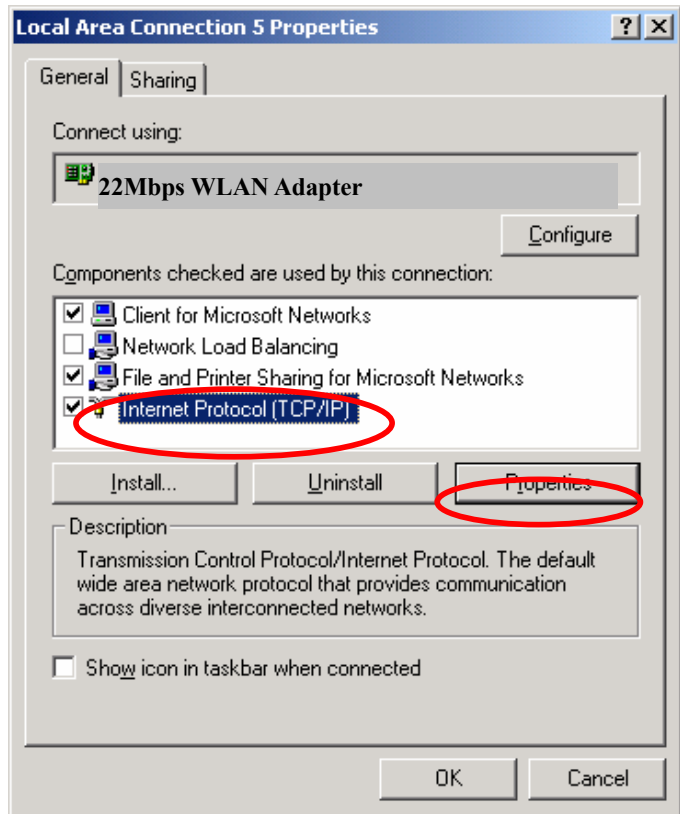 Local Area Connection 5 Properties
General Sharing
Connect using:
22Mbps WLAN Adapter
Configure
Components checked are used by this connection:
Client for Microsoft Networks
Network Load Balancing
File and Printer Sharing for Microsoft Networks
Internet Protocol (TCP/IP)
Install... Uninstall Properties
Description
Transmission Control Protocol/Internet Protocol. The default
wide area network protocol that provides communication
across diverse interconnected networks.
Show icon in taskbar when connected
OK Cancel